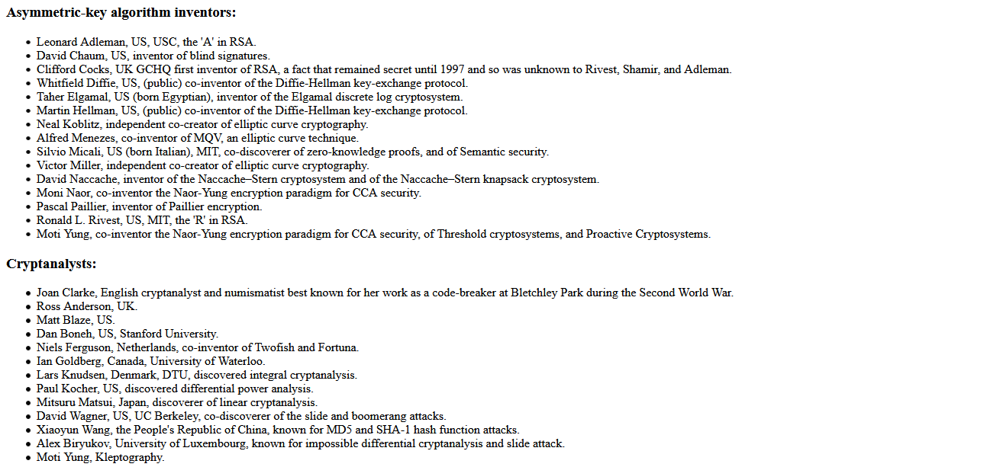 Asymmetric-key algorithm inventors:
• Leonard Adleman, US, USC, the 'A' in RSA.
• David Chaum, US, inventor of blind signatures.
• Clifford Cocks, UK GCHQ first inventor of RSA, a fact that remained secret until 1997 and so was unknown to Rivest, Shamir, and Adleman.
• Whitfield Diffie, US, (public) co-inventor of the Diffie-Hellman key-exchange protocol.
• Taher Elgamal, US (born Egyptian), inventor of the Elgamal discrete log cryptosystem.
• Martin Hellman, US, (public) co-inventor of the Diffie-Hellman key-exchange protocol.
• Neal Koblitz, independent co-creator of elliptic curve cryptography.
• Alfred Menezes, co-inventor of MQV, an elliptic curve technique.
• Silvio Micali, US (born Italian), MIT, co-discoverer of zero-knowledge proofs, and of Semantic security.
• Victor Miller, independent co-creator of elliptic curve cryptography.
• David Naccache, inventor of the Naccache–Stern cryptosystem and of the Naccache–Stern knapsack cryptosystem.
• Moni Naor, co-inventor the Naor-Yung encryption paradigm for CCA security.
• Pascal Paillier, inventor of Paillier encryption.
• Ronald L. Rivest, US, MIT, the 'R' in RSA.
• Moti Yung, co-inventor the Naor-Yung encryption paradigm for CCA security, of Threshold cryptosystems, and Proactive Cryptosystems.
Cryptanalysts:
• Joan Clarke, English cryptanalyst and numismatist best known for her work as a code-breaker at Bletchley Park during the Second World War.
• Ross Anderson, UK.
• Matt Blaze, US.
• Dan Boneh, US, Stanford University.
• Niels Ferguson, Netherlands, co-inventor of Twofish and Fortuna.
• Ian Goldberg, Canada, University of Waterloo.
• Lars Knudsen, Denmark, DTU, discovered integral cryptanalysis.
• Paul Kocher, US, discovered differential power analysis.
• Mitsuru Matsui, Japan, discoverer of linear cryptanalysis.
• David Wagner, US, UC Berkeley, co-discoverer of the slide and boomerang attacks.
• Xiaoyun Wang, the People's Republic of China, known for MD5 and SHA-1 hash function attacks.
• Alex Biryukov, University of Luxembourg, known for impossible differential cryptanalysis and slide attack.
• Moti Yung, Kleptography.